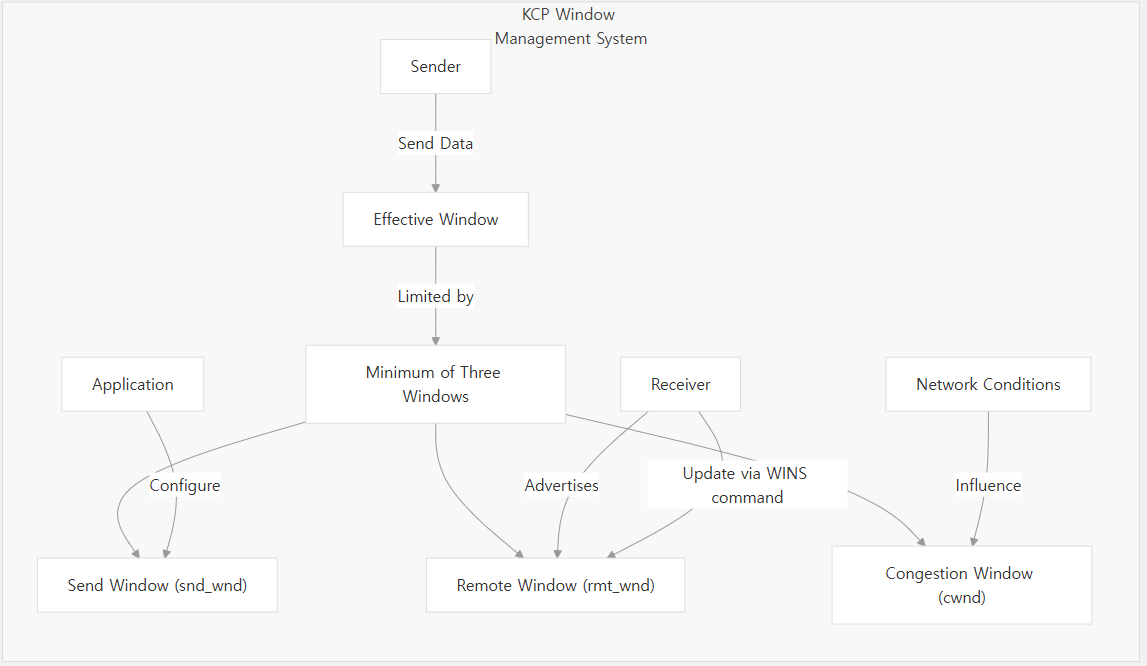 KCP Window
Management System
Sender
Send Data
Effective Window
Limited by
Minimum of Three
Windows
Application
Receiver
Network Conditions
Configure
Advertises
Update via WINS
command
Influence
Send Window (snd_wnd)
Remote Window (rmt_wnd)
Congestion Window
(cwnd)